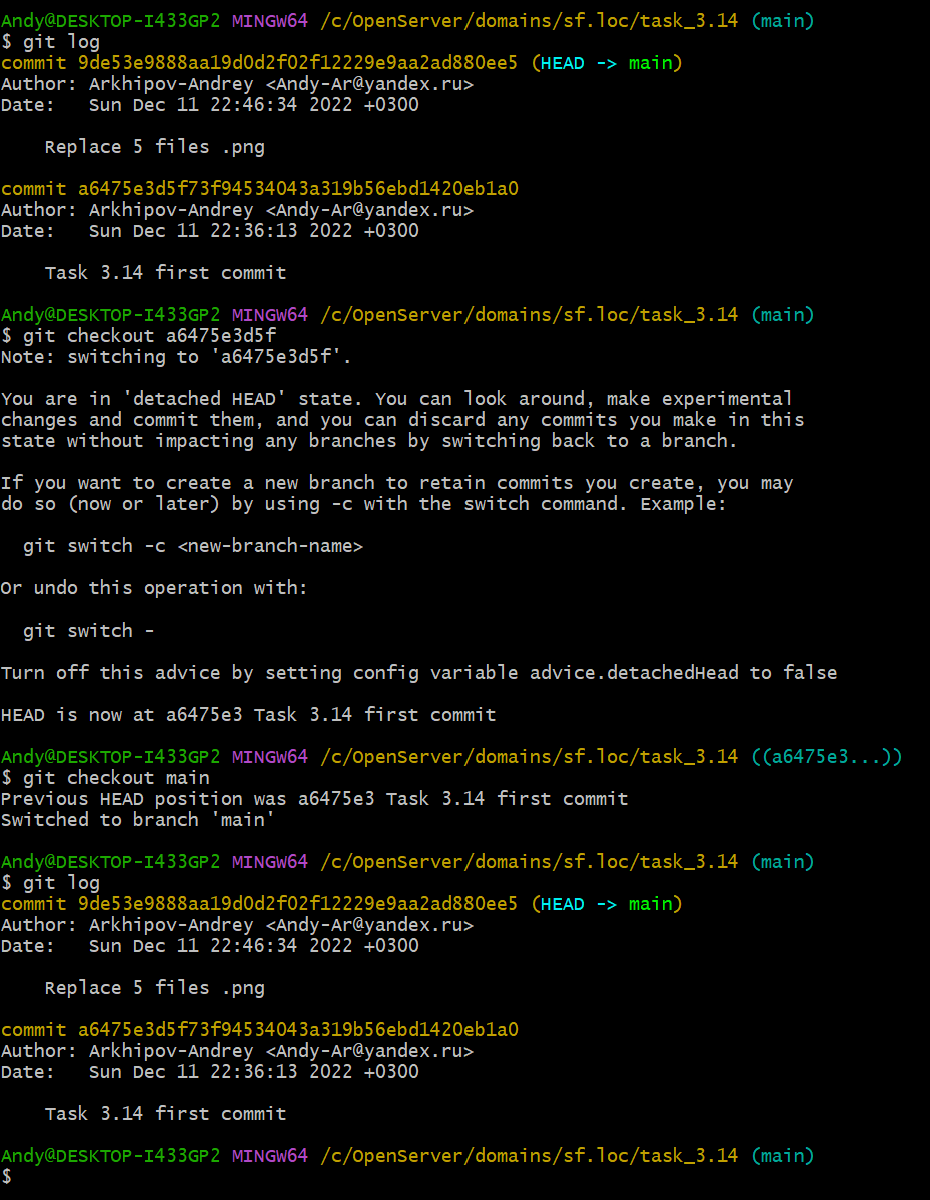 Andy@DESKTOP-I433GP2 MINGW64 /c/OpenServer/domains/sf.loc/task_3.14 (main)
$ git log
commit 9de53e9888aa19d0d2f02f12229e9aa2ad880ee5 (HEAD -> main)
Author: Arkhipov-Andrey <Andy-Ar@yandex.ru>
Date:   Sun Dec 11 22:46:34 2022 +0300

    Replace 5 files .png

commit a6475e3d5f73f94534043a319b56ebd1420eb1a0
Author: Arkhipov-Andrey <Andy-Ar@yandex.ru>
Date:   Sun Dec 11 22:36:13 2022 +0300

    Task 3.14 first commit

Andy@DESKTOP-I433GP2 MINGW64 /c/OpenServer/domains/sf.loc/task_3.14 (main)
$ git checkout a6475e3d5f
Note: switching to 'a6475e3d5f'.

You are in 'detached HEAD' state. You can look around, make experimental
changes and commit them, and you can discard any commits you make in this
state without impacting any branches by switching back to a branch.

If you want to create a new branch to retain commits you create, you may
do so (now or later) by using -c with the switch command. Example:

  git switch -c <new-branch-name>

Or undo this operation with:

  git switch -

Turn off this advice by setting config variable advice.detachedHead to false

HEAD is now at a6475e3 Task 3.14 first commit

Andy@DESKTOP-I433GP2 MINGW64 /c/OpenServer/domains/sf.loc/task_3.14 ((a6475e3...))
$ git checkout main
Previous HEAD position was a6475e3 Task 3.14 first commit
Switched to branch 'main'

Andy@DESKTOP-I433GP2 MINGW64 /c/OpenServer/domains/sf.loc/task_3.14 (main)
$ git log
commit 9de53e9888aa19d0d2f02f12229e9aa2ad880ee5 (HEAD -> main)
Author: Arkhipov-Andrey <Andy-Ar@yandex.ru>
Date:   Sun Dec 11 22:46:34 2022 +0300

    Replace 5 files .png

commit a6475e3d5f73f94534043a319b56ebd1420eb1a0
Author: Arkhipov-Andrey <Andy-Ar@yandex.ru>
Date:   Sun Dec 11 22:36:13 2022 +0300

    Task 3.14 first commit

Andy@DESKTOP-I433GP2 MINGW64 /c/OpenServer/domains/sf.loc/task_3.14 (main)
$